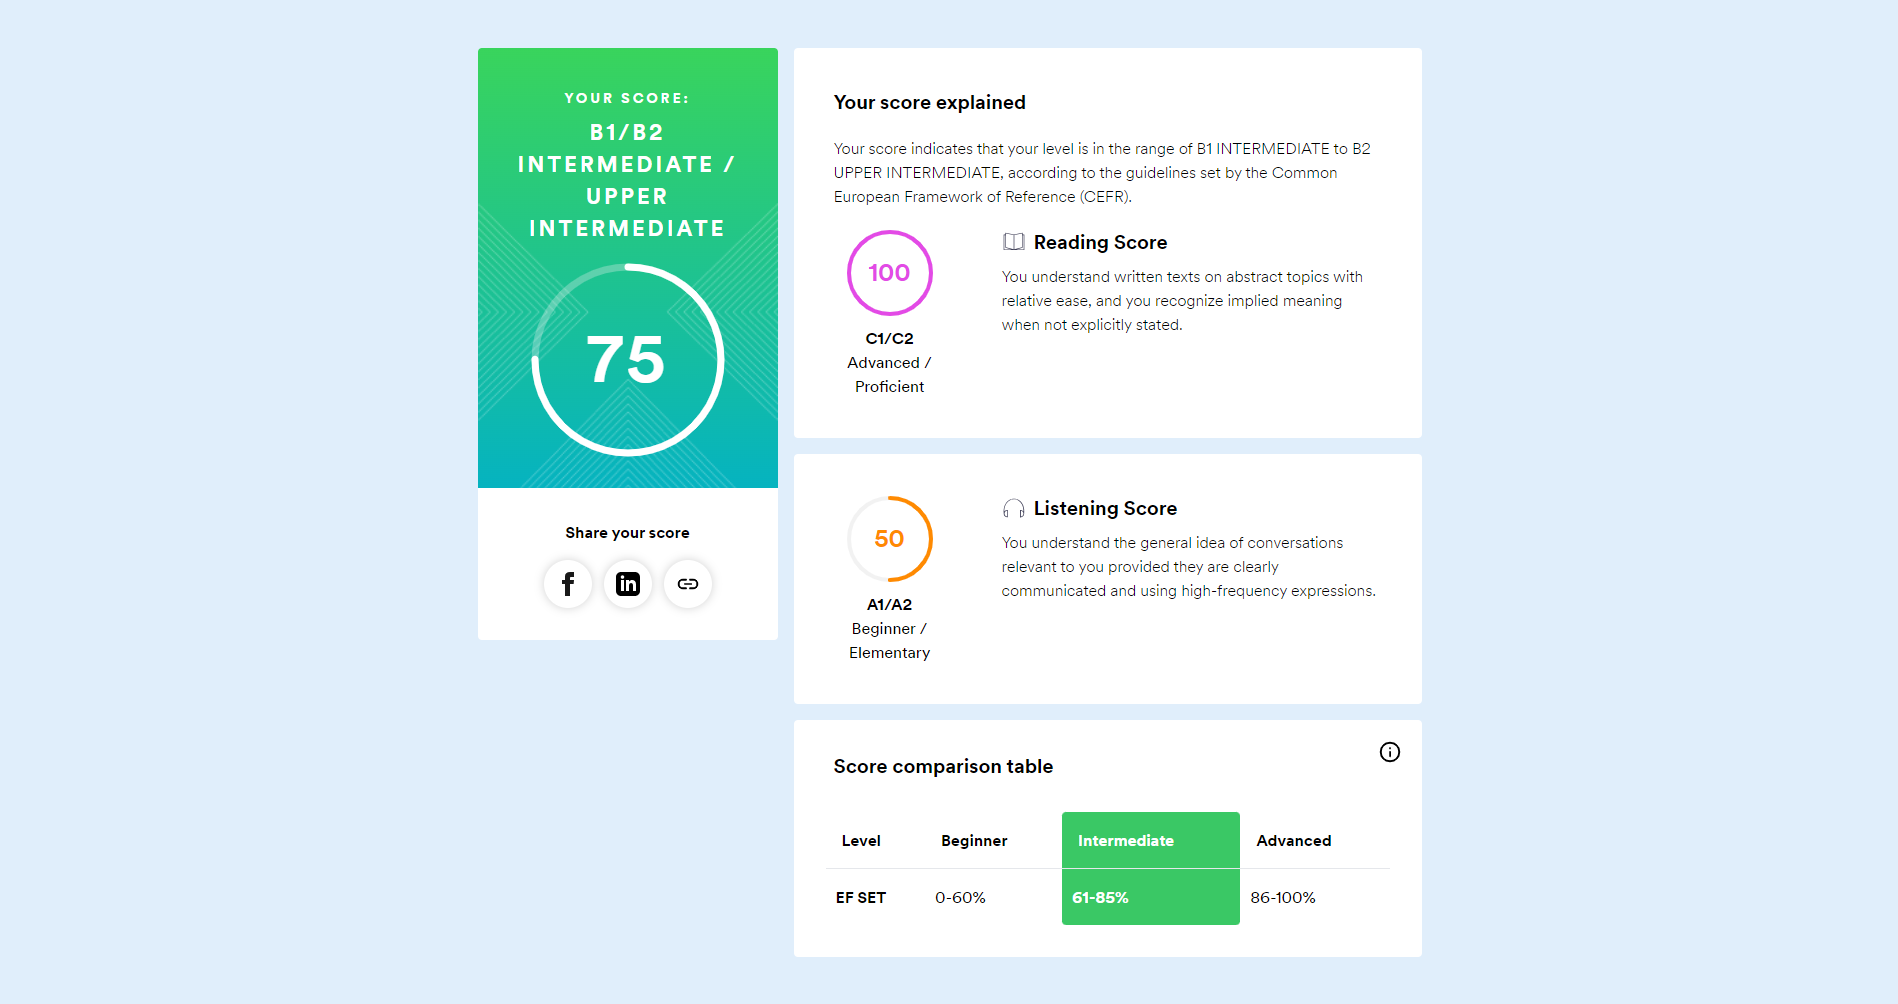 YOUR SCORE:
B1/B2
INTERMEDIATE /
UPPER
INTERMEDIATE
75
Share your score
Your score explained
Your score indicates that your level is in the range of B1 INTERMEDIATE to B2
UPPER INTERMEDIATE, according to the guidelines set by the Common
European Framework of Reference (CEFR).
100
C1/C2
Advanced /
Proficient
Reading Score
You understand written texts on abstract topics with
relative ease, and you recognize implied meaning
when not explicitly stated.
50
A1/A2
Beginner /
Elementary
Listening Score
You understand the general idea of conversations
relevant to you provided they are clearly
communicated and using high-frequency expressions.
Score comparison table
Level Beginner Intermediate Advanced
EF SET 0-60% 61-85% 86-100%